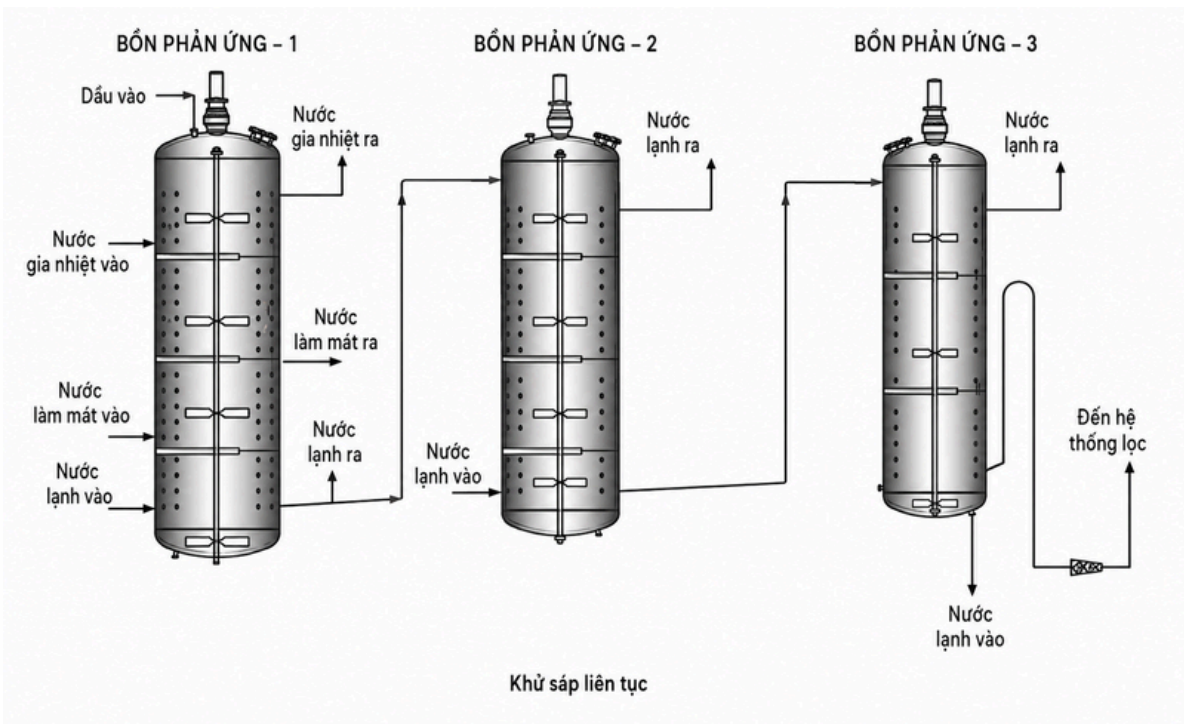 BỒN PHẢN ỨNG – 1
BỒN PHẢN ỨNG – 2
BỒN PHẢN ỨNG – 3
Dầu vào
Nước
gia nhiệt ra
Nước
lạnh ra
Nước
lạnh ra
Nước
gia nhiệt vào
Nước
làm mát ra
Nước
làm mát vào
Nước
lạnh ra
Nước
lạnh vào
Nước
lạnh vào
Đến hệ
thống lọc
Nước
lạnh vào
Khử sáp liên tục